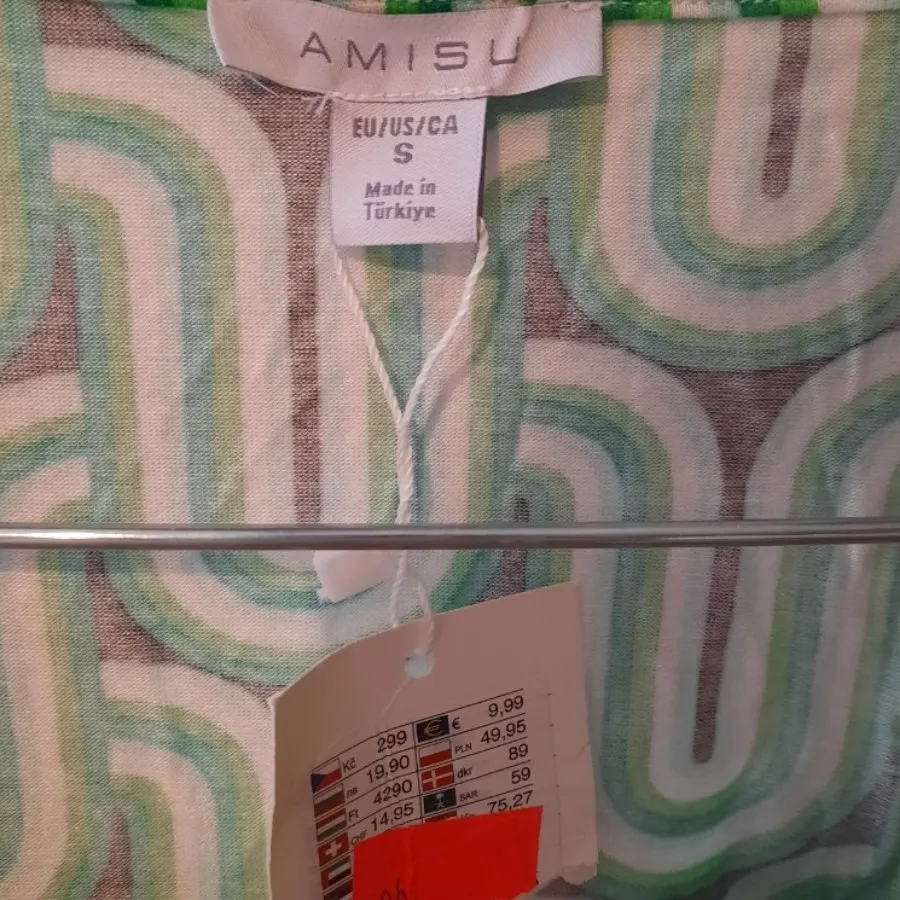 AMISU
EU/US/CA
S
Made in
Türkiye
Kč 299 € 9,99
19,90 PLN 49,95
Ft 4290 dkr 89
CHF 14,95 SAR 59
75,27